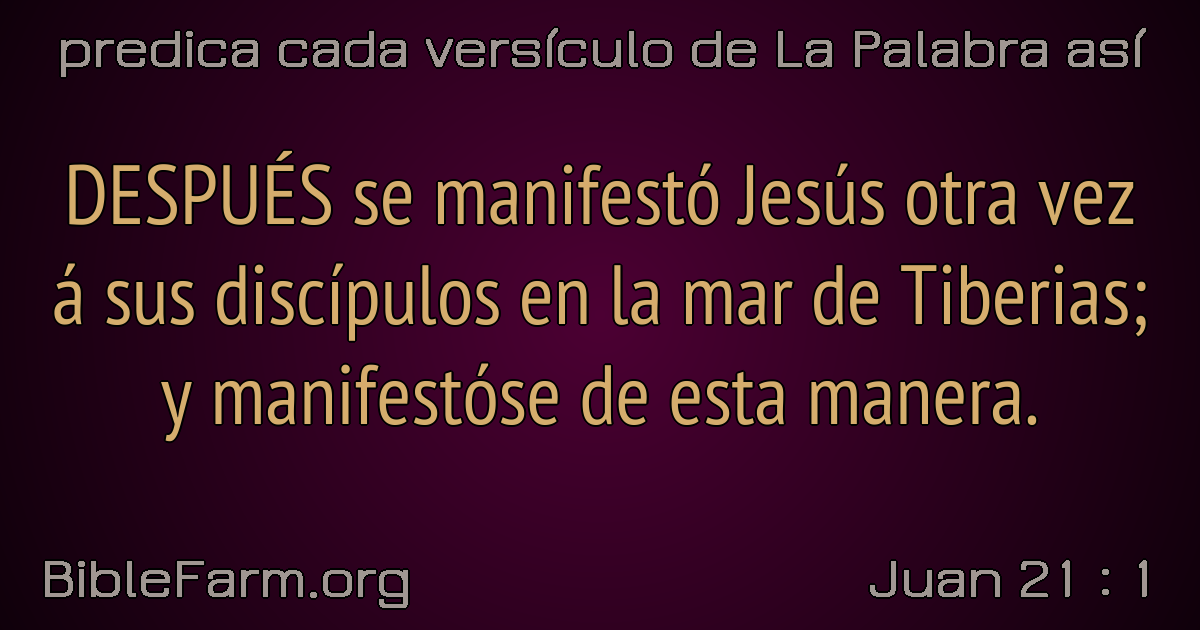 predica cada versículo de La Palabra así
DESPUÉS se manifestó Jesús otra vez
á sus discípulos en la mar de Tiberias;
y manifestóse de esta manera.
BibleFarm.org
Juan 21 : 1